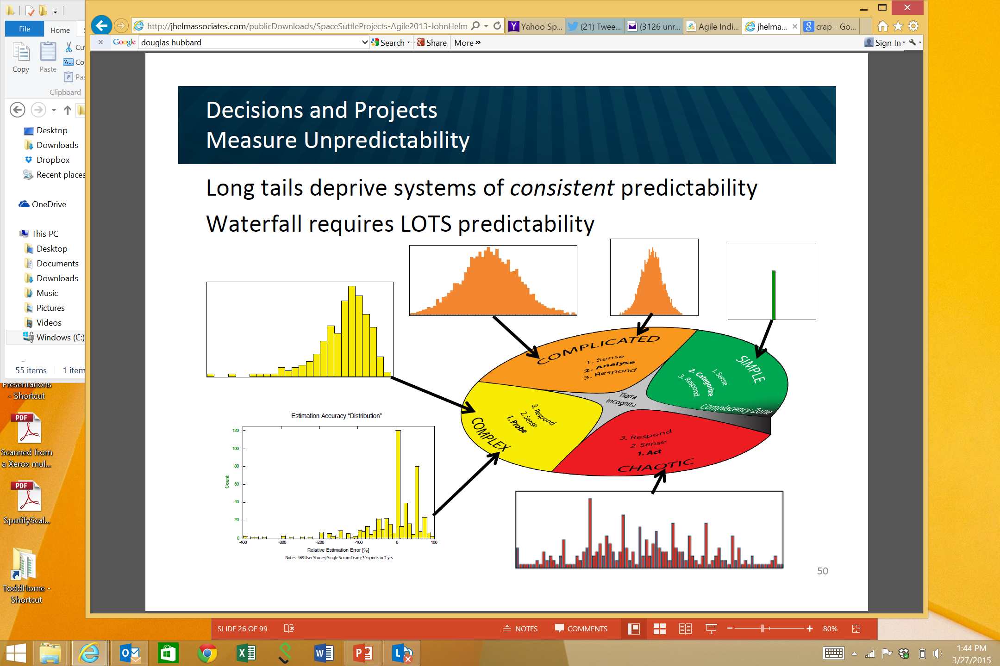 File
Home
Copy
Paste
Cu
Co
Pas
Clipboard
Desktop
Downloads
Dropbox
Recent places
OneDrive
This PC
Desktop
Documents
Downloads
Music
Pictures
Videos
Windows (C:)
55 items 1 item
Presentations
- Shortcut
PDF
Scanned from
a Xerox mul...
PDF
SpotifyScal...
ToddHome -
Shortcut
http://jhelmassociates.com/publicDownloads/SpaceSuttleProjects-Agile2013-JohnHelm
Yahoo Sp...
(21) Twee...
(3126 unr...
Agile Indi...
jhelma...
crap - Go...
x Google douglas hubbard Search Share More » Sign In
Decisions and Projects
Measure Unpredictability
Long tails deprive systems of consistent predictability
Waterfall requires LOTS predictability
COMPLICATED
1. Sense
2. Analyse
3. Respond
SIMPLE
1. Sense
2. Categorize
3. Respond
Complacency Zone
Tierra
Incognita
COMPLEX
3. Respond
2. Sense
1. Probe
3. Respond
2. Sense
1. Act
CHAOTIC
Estimation Accuracy “Distribution”
Count
120
100
80
60
40
20
0
-400 -300 -200 -100 0 100
Relative Estimation Error [%]
Notes: 465 User Stories; Single Scrum Team; 39 sprints in 2 yrs
50
SLIDE 26 OF 99 NOTES COMMENTS 80%
1:44 PM
3/27/2015